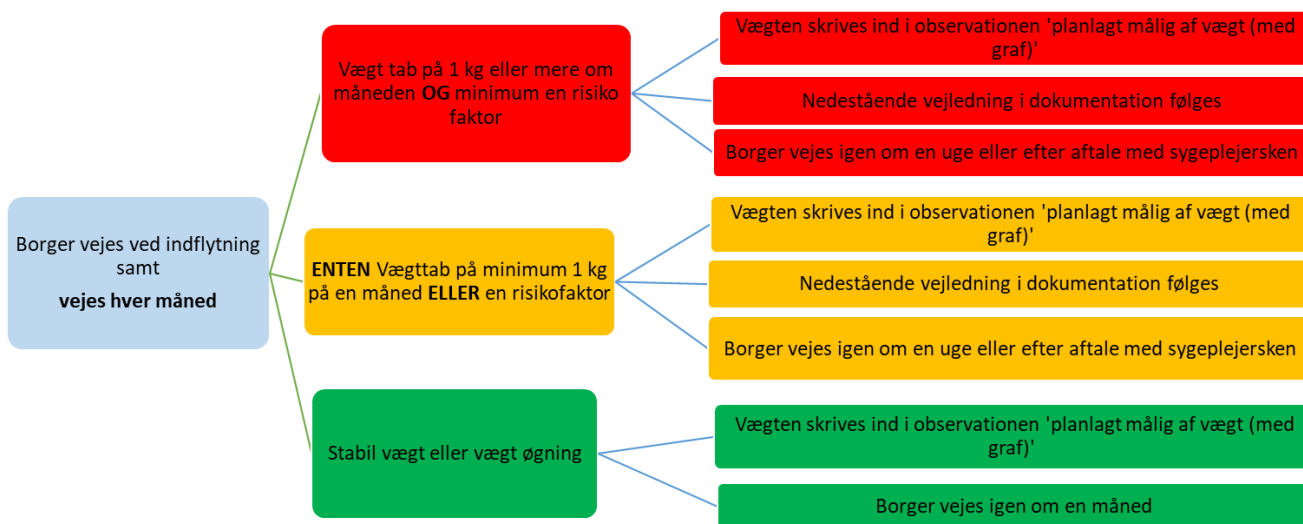 Borger vejes ved indflytning
samt
vejes hver måned
Vægt tab på 1 kg eller mere om
måneden OG minimum en risiko
faktor
Vægten skrives ind i observationen 'planlagt målig af vægt (med
graf)'
Nedestående vejledning i dokumentation følges
Borger vejes igen om en uge eller efter aftale med sygeplejersken
ENTEN Vægttab på minimum 1 kg
på en måned ELLER en risikofaktor
Vægten skrives ind i observationen 'planlagt målig af vægt (med
graf)'
Nedestående vejledning i dokumentation følges
Borger vejes igen om en uge eller efter aftale med sygeplejersken
Stabil vægt eller vægt øgning
Vægten skrives ind i observationen 'planlagt målig af vægt (med
graf)'
Borger vejes igen om en måned